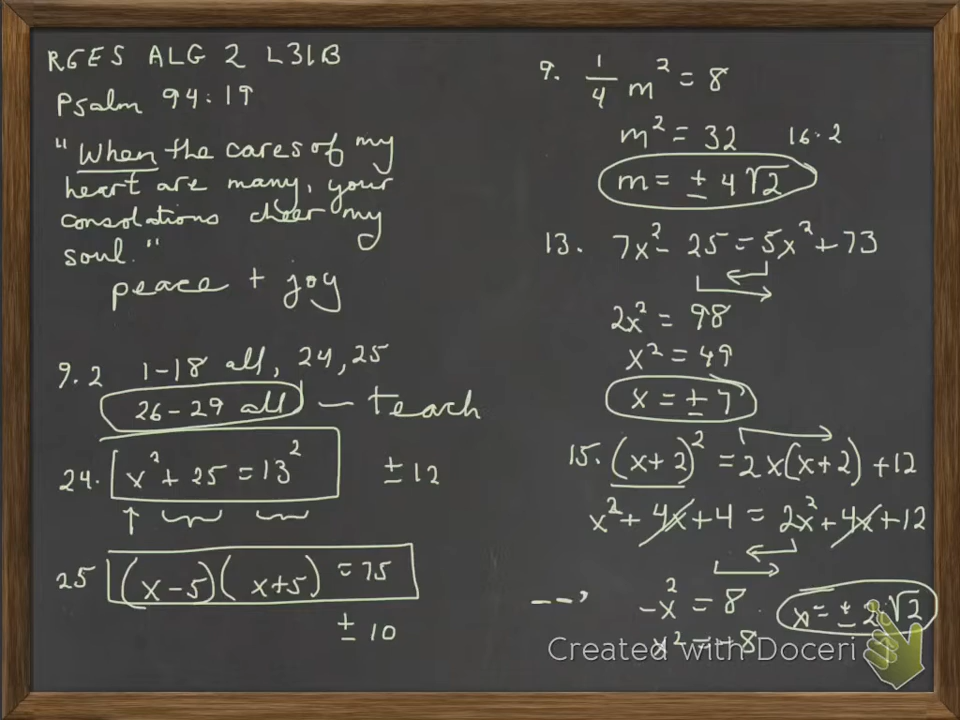 RGES ALG 2 L31B
Psalm 94:19
"When the cares of my
heart are many, your
consolations cheer my
soul."
peace + joy
9.2 1-18 all, 24, 25
26-29 all — teach
24. x² + 25 = 13² ± 12
25 (x-5)(x+5) = 75
± 10
9. 1/4 m² = 8
m² = 32 16·2
m = ± 4√2
13. 7x² - 25 = 5x² + 73
2x² = 98
x² = 49
x = ± 7
15. (x+2)² = 2x(x+2) + 12
x² + 4x + 4 = 2x² + 4x + 12
-x² = 8
x² = -8
x = ± 2i√2
Created with Doceri